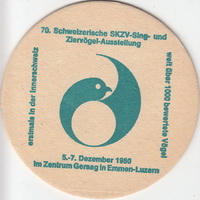 70. Schweizerische SKZV-Sing- und
Ziervögel-Ausstellung
erstmals in der Innerschweiz
weit über 1000 bewertete Vögel
5.-7. Dezember 1980
Im Zentrum Gersag in Emmen-Luzern